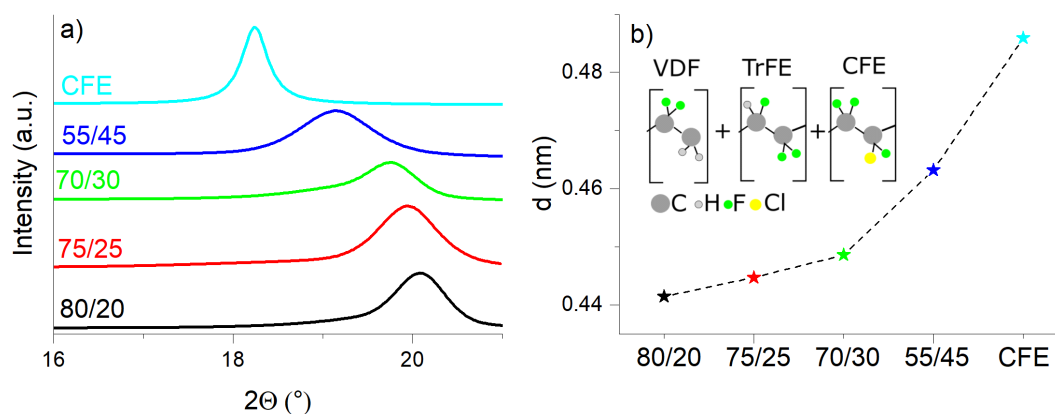 a)
CFE
55/45
70/30
75/25
80/20
Intensity (a.u.)
16 18 20
2Θ (°)
b)
VDF TrFE CFE
+ +
C H F Cl
d (nm)
0.48
0.46
0.44
80/20 75/25 70/30 55/45 CFE